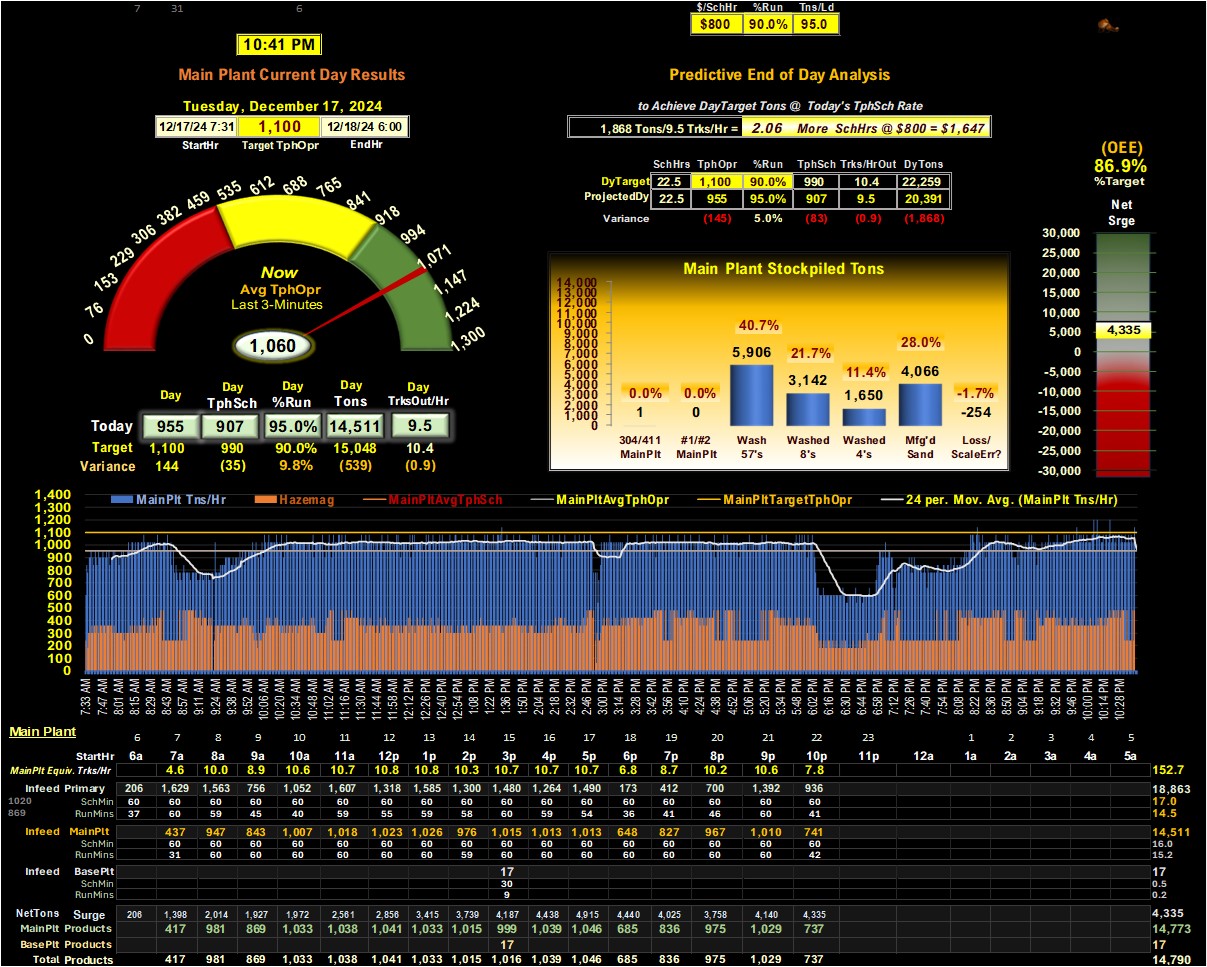 7 31 6
$/SchHr %Run Tns/Ld
$800 90.0% 95.0
10:41 PM
Main Plant Current Day Results
Predictive End of Day Analysis
Tuesday, December 17, 2024
to Achieve DayTarget Tons @ Today's TphSch Rate
12/17/24 7:31 1,100 12/18/24 6:00
StartHr Target TphOpr EndHr
1,868 Tons/9.5 Trks/Hr = 2.06 More SchHrs @ $800 = $1,647
(OEE)
86.9%
%Target
SchHrs TphOpr %Run TphSch Trks/HrOut DyTons
DyTarget 22.5 1,100 90.0% 990 10.4 22,259
ProjectedDy 22.5 955 95.0% 907 9.5 20,391
Variance (145) 5.0% (83) (0.9) (1,868)
Net
Srge
30,000
25,000
20,000
15,000
10,000
5,000
4,335
0
-5,000
-10,000
-15,000
-20,000
-25,000
-30,000
0 76 153 229 306 382 459 535 612 688 765 841 918 994 1,071 1,147 1,224 1,300
Now
Avg TphOpr
Last 3-Minutes
1,060
Main Plant Stockpiled Tons
14,000
13,000
12,000
11,000
10,000
9,000
8,000
7,000
6,000
5,000
4,000
3,000
2,000
1,000
0
0.0% 0.0% 40.7% 21.7% 11.4% 28.0% -1.7%
1 0 5,906 3,142 1,650 4,066 -254
304/411 #1/#2 Wash Washed Washed Mfg'd Loss/
MainPlt MainPlt 57's 8's 4's Sand ScaleErr?
Day Day TphSch Day %Run Day Tons Day TrksOut/Hr
Today 955 907 95.0% 14,511 9.5
Target 1,100 990 90.0% 15,048 10.4
Variance 144 (35) 9.8% (539) (0.9)
MainPlt Tns/Hr Hazemag MainPltAvgTphSch MainPltAvgTphOpr MainPltTargetTphOpr 24 per. Mov. Avg. (MainPlt Tns/Hr)
1,400
1,300
1,200
1,100
1,000
900
800
700
600
500
400
300
200
100
0
7:33 AM 7:47 AM 8:01 AM 8:15 AM 8:29 AM 8:43 AM 8:57 AM 9:11 AM 9:24 AM 9:38 AM 9:52 AM 10:06 AM 10:20 AM 10:34 AM 10:48 AM 11:02 AM 11:16 AM 11:30 AM 11:44 AM 11:58 AM 12:12 PM 12:26 PM 12:40 PM 12:54 PM 1:08 PM 1:22 PM 1:36 PM 1:50 PM 2:04 PM 2:18 PM 2:32 PM 2:46 PM 3:00 PM 3:14 PM 3:28 PM 3:42 PM 3:56 PM 4:10 PM 4:24 PM 4:38 PM 4:52 PM 5:06 PM 5:20 PM 5:34 PM 5:48 PM 6:02 PM 6:16 PM 6:30 PM 6:44 PM 6:58 PM 7:12 PM 7:26 PM 7:40 PM 7:54 PM 8:08 PM 8:22 PM 8:36 PM 8:50 PM 9:04 PM 9:18 PM 9:32 PM 9:46 PM 10:00 PM 10:14 PM 10:28 PM
Main Plant
6 7 8 9 10 11 12 13 14 15 16 17 18 19 20 21 22 23 1 2 3 4 5
StartHr 6a 7a 8a 9a 10a 11a 12p 1p 2p 3p 4p 5p 6p 7p 8p 9p 10p 11p 12a 1a 2a 3a 4a 5a
MainPlt Equiv. Trks/Hr 4.6 10.0 8.9 10.6 10.7 10.8 10.8 10.3 10.7 10.7 10.7 6.8 8.7 10.2 10.6 7.8 152.7
Infeed Primary 206 1,629 1,563 756 1,052 1,607 1,318 1,585 1,300 1,480 1,264 1,490 173 412 700 1,392 936 18,863
1020 SchMin 60 60 60 60 60 60 60 60 60 60 60 60 60 60 60 60 60 17.0
869 RunMins 37 60 59 45 40 59 55 59 58 60 59 59 36 41 46 60 41 14.5
Infeed MainPlt 437 947 843 1,007 1,018 1,023 1,026 976 1,015 1,013 1,013 648 827 967 1,010 741 14,511
SchMin 60 60 60 60 60 60 60 60 60 60 60 60 60 60 60 60 16.0
RunMins 31 60 60 60 60 60 60 59 60 60 60 60 60 60 60 42 15.2
Infeed BasePlt 17 17
SchMin 30 0.5
RunMins 9 0.2
NetTons Surge 206 1,398 2,014 1,927 1,972 2,561 2,856 3,415 3,739 4,187 4,438 4,915 4,440 4,025 3,758 4,140 4,335 4,335
MainPlt Products 417 981 869 1,033 1,038 1,041 1,033 1,015 999 1,039 1,046 685 836 975 1,029 737 14,773
BasePlt Products 17 17
Total Products 417 981 869 1,033 1,038 1,041 1,033 1,015 1,016 1,039 1,046 685 836 975 1,029 737 14,790